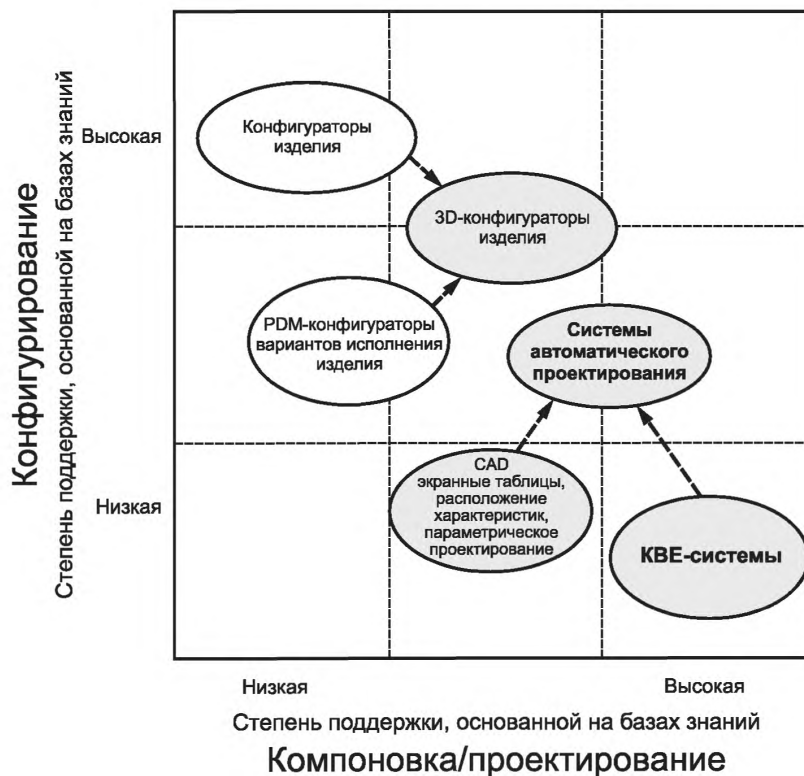 Конфигурирование
Степень поддержки, основанной на базах знаний
Высокая
Низкая
Конфигураторы
изделия
3D-конфигураторы
изделия
PDM-конфигураторы
вариантов исполнения
изделия
Системы
автоматического
проектирования
CAD
экранные таблицы,
расположение
характеристик,
параметрическое
проектирование
КВЕ-системы
Низкая
Высокая
Степень поддержки, основанной на базах знаний
Компоновка/проектирование